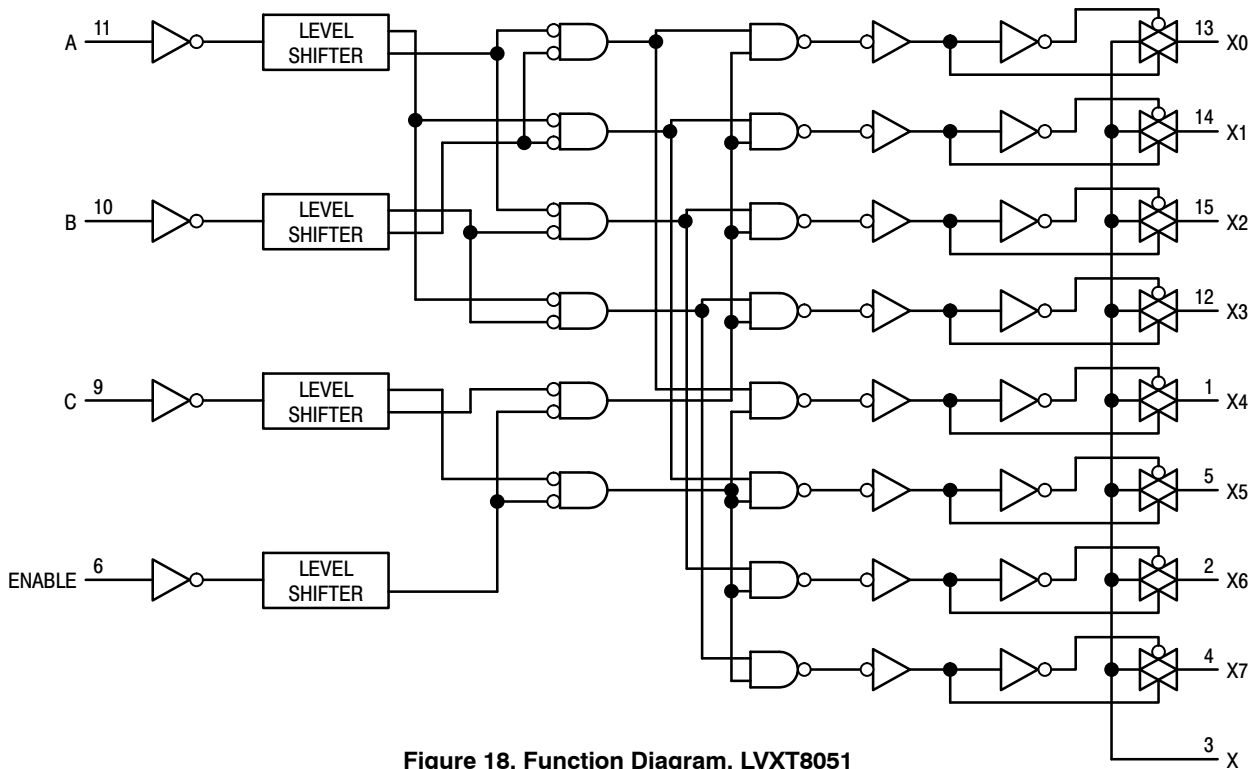 A 11
LEVEL
SHIFTER
13 X0
14 X1
B 10
LEVEL
SHIFTER
15 X2
12 X3
C 9
LEVEL
SHIFTER
1 X4
5 X5
ENABLE 6
LEVEL
SHIFTER
2 X6
4 X7
3 X
Figure 18. Function Diagram, LVXT8051